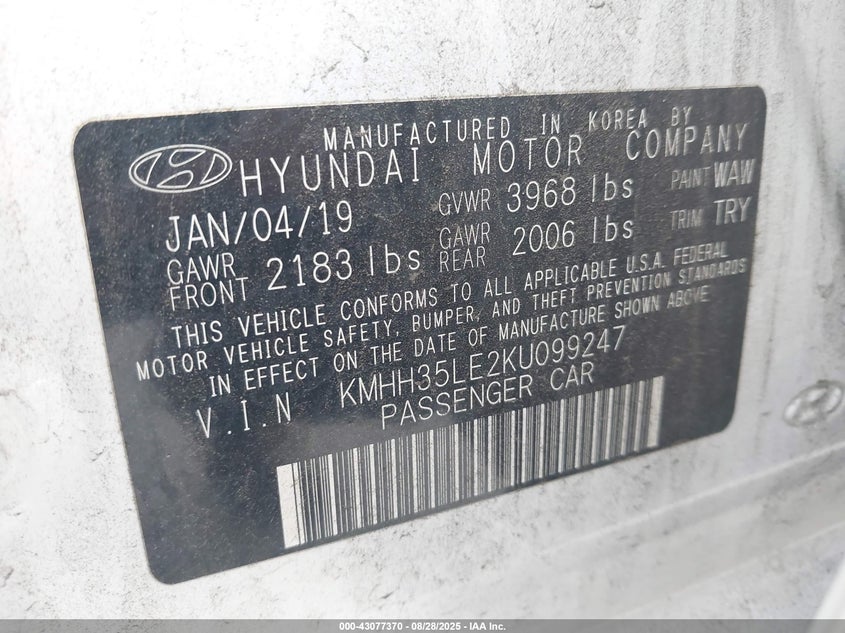 MANUFACTURED IN KOREA BY
HYUNDAI MOTOR COMPANY
JAN/04/19 GVWR 3968 lbs PAINT WAW
GAWR FRONT 2183 lbs GAWR REAR 2006 lbs TRIM TRY
THIS VEHICLE CONFORMS TO ALL APPLICABLE U.S.A. FEDERAL
MOTOR VEHICLE SAFETY, BUMPER, AND THEFT PREVENTION STANDARDS
IN EFFECT ON THE DATE OF MANUFACTURE SHOWN ABOVE
V.I.N KMHH35LE2KU099247
PASSENGER CAR
000-43077370 - 08/28/2025 - IAA Inc.